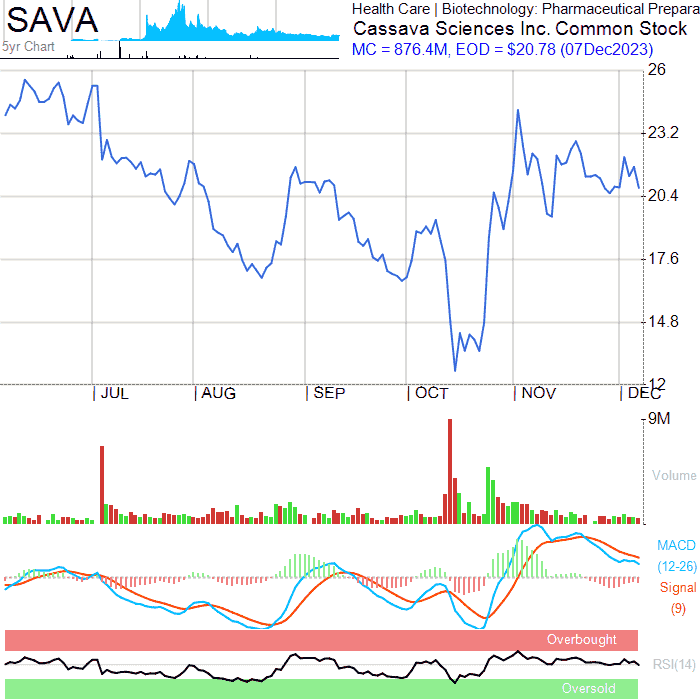 SAVA
5yr Chart
Health Care | Biotechnology: Pharmaceutical Prepara
Cassava Sciences Inc. Common Stock
MC = 876.4M, EOD = $20.78 (07Dec2023)
26
23.2
20.4
17.6
14.8
12
JUL AUG SEP OCT NOV DEC
9M
Volume
MACD
(12-26)
Signal
(9)
Overbought
RSI(14)
Oversold